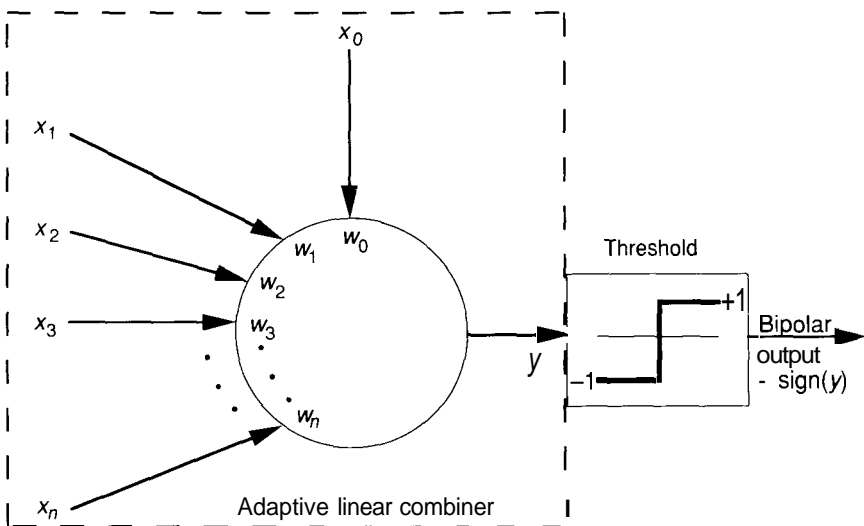 x0
x1
x2
w1
w0
Threshold
w2
x3
w3
+1
Bipolar
y
output
−1
- sign(y)
wn
xn
Adaptive linear combiner